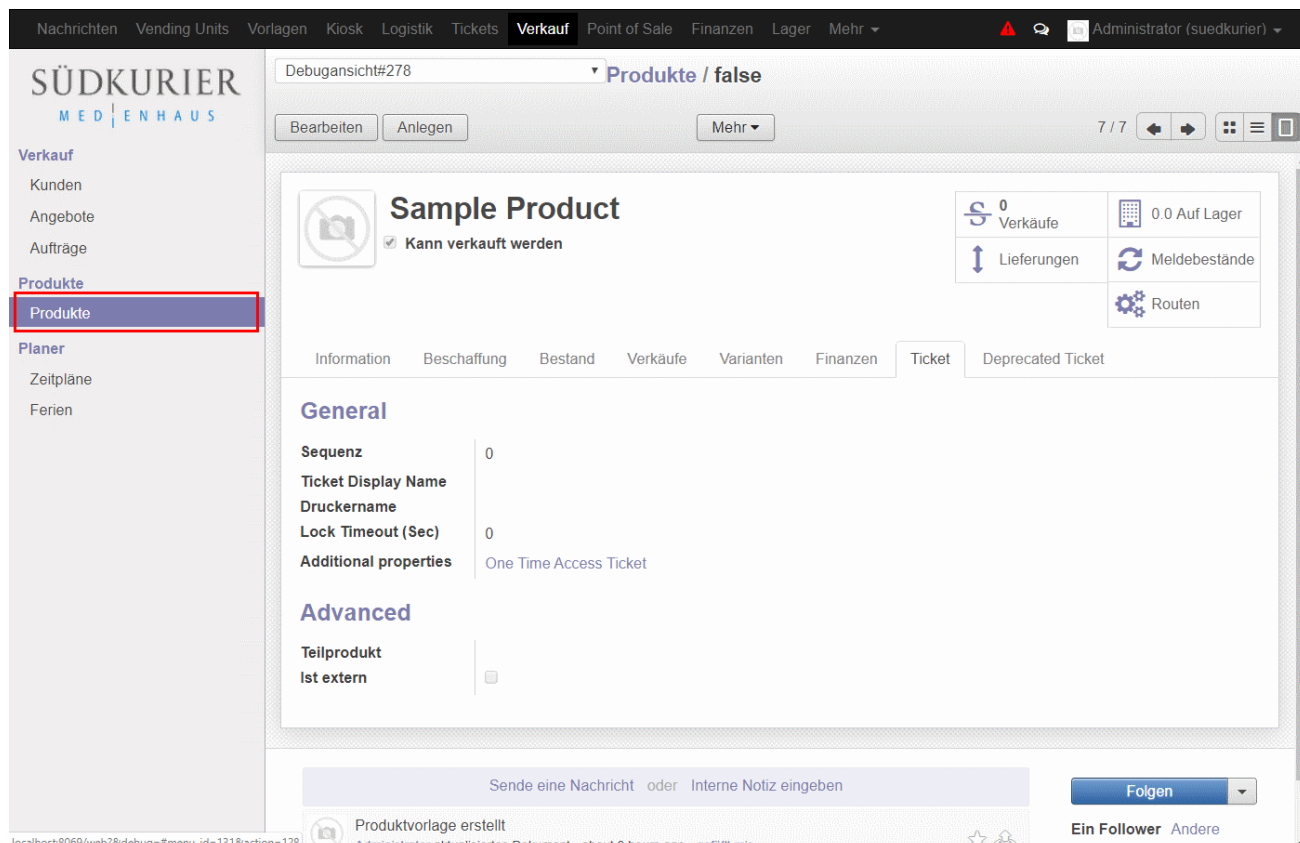 Nachrichten Vending Units Vorlagen Kiosk Logistik Tickets Verkauf Point of Sale Finanzen Lager Mehr Administrator (suedkurier)
SÜDKURIER
MEDIENHAUS
Debugansicht#278
Produkte / false
Bearbeiten Anlegen Mehr 7 / 7
Verkauf
Kunden
Angebote
Aufträge
Produkte
Produkte
Planer
Zeitpläne
Ferien
Sample Product
Kann verkauft werden
0
Verkäufe
0.0 Auf Lager
Lieferungen
Meldebestände
Routen
Information Beschaffung Bestand Verkäufe Varianten Finanzen Ticket Deprecated Ticket
General
Sequenz 0
Ticket Display Name
Druckername
Lock Timeout (Sec) 0
Additional properties One Time Access Ticket
Advanced
Teilprodukt
Ist extern
Sende eine Nachricht oder Interne Notiz eingeben
Folgen
Produktvorlage erstellt
Ein Follower Andere